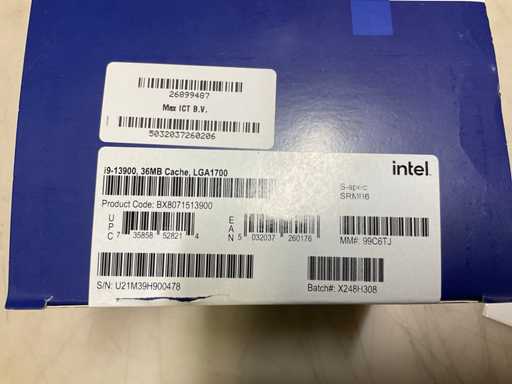 26899487
Max ICT B.V.
5032037260206
i9-13900, 36MB Cache, LGA1700
intel
Product Code: BX8071513900
S-spec:
UPC
7 35858 52821 4
EAN
5 032037 260176
MM#: 99C6TJ
S/N: U21M39H900478
Batch#: X248H308